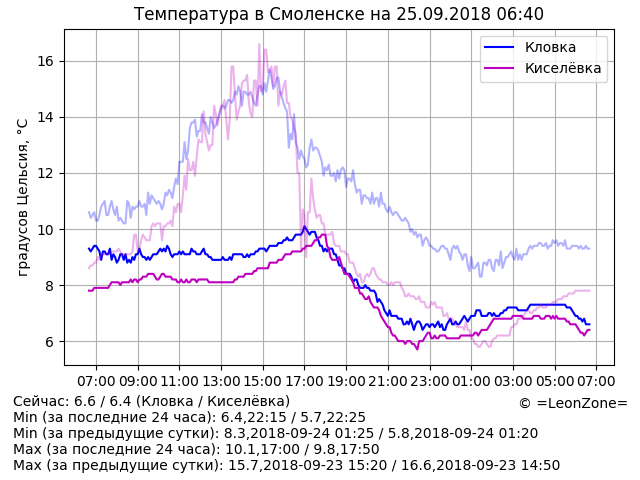 Температура в Смоленске на 25.09.2018 06:40
Кловка
Киселёвка
градусов Цельсия, °C
16
14
12
10
8
6
07:00 09:00 11:00 13:00 15:00 17:00 19:00 21:00 23:00 01:00 03:00 05:00 07:00
Сейчас: 6.6 / 6.4 (Кловка / Киселёвка)
© =LeonZone=
Min (за последние 24 часа): 6.4,22:15 / 5.7,22:25
Min (за предыдущие сутки): 8.3,2018-09-24 01:25 / 5.8,2018-09-24 01:20
Max (за последние 24 часа): 10.1,17:00 / 9.8,17:50
Max (за предыдущие сутки): 15.7,2018-09-23 15:20 / 16.6,2018-09-23 14:50